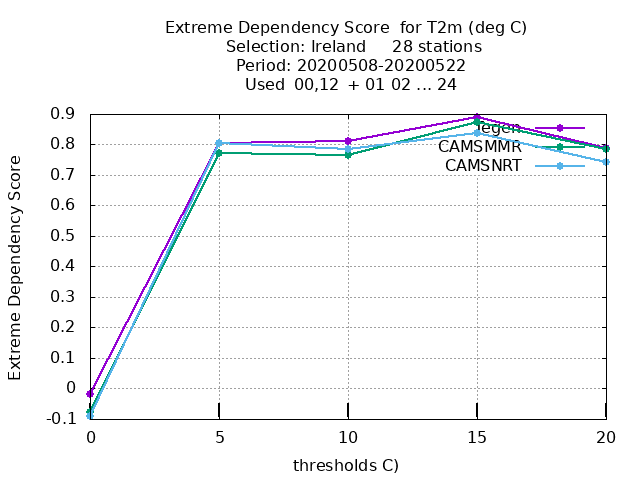 Extreme Dependency Score for T2m (deg C)
Selection: Ireland 28 stations
Period: 20200508-20200522
Used 00,12 + 01 02 ... 24
Extreme Dependency Score
0.9
0.8
0.7
0.6
0.5
0.4
0.3
0.2
0.1
0
-0.1
CAMSMMR
CAMSNRT
0 5 10 15 20
thresholds C)